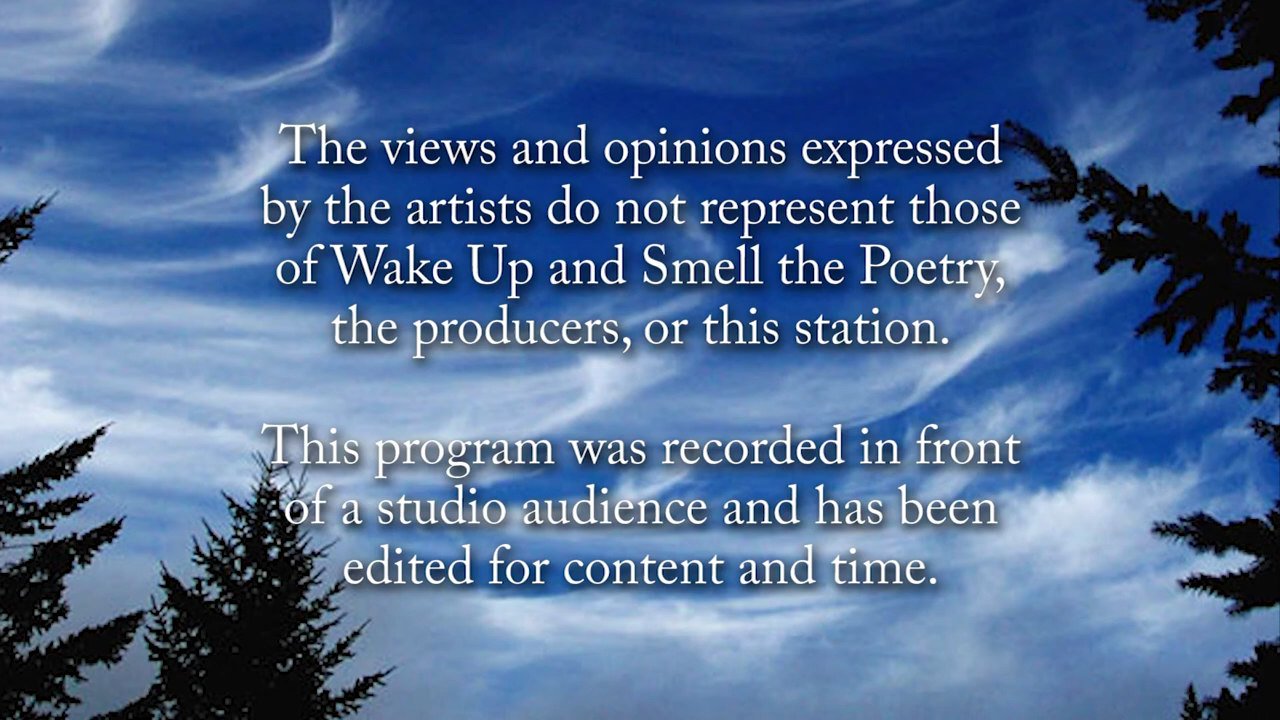 The views and opinions expressed
by the artists do not represent those
of Wake Up and Smell the Poetry,
the producers, or this station.
This program was recorded in front
of a studio audience and has been
edited for content and time.